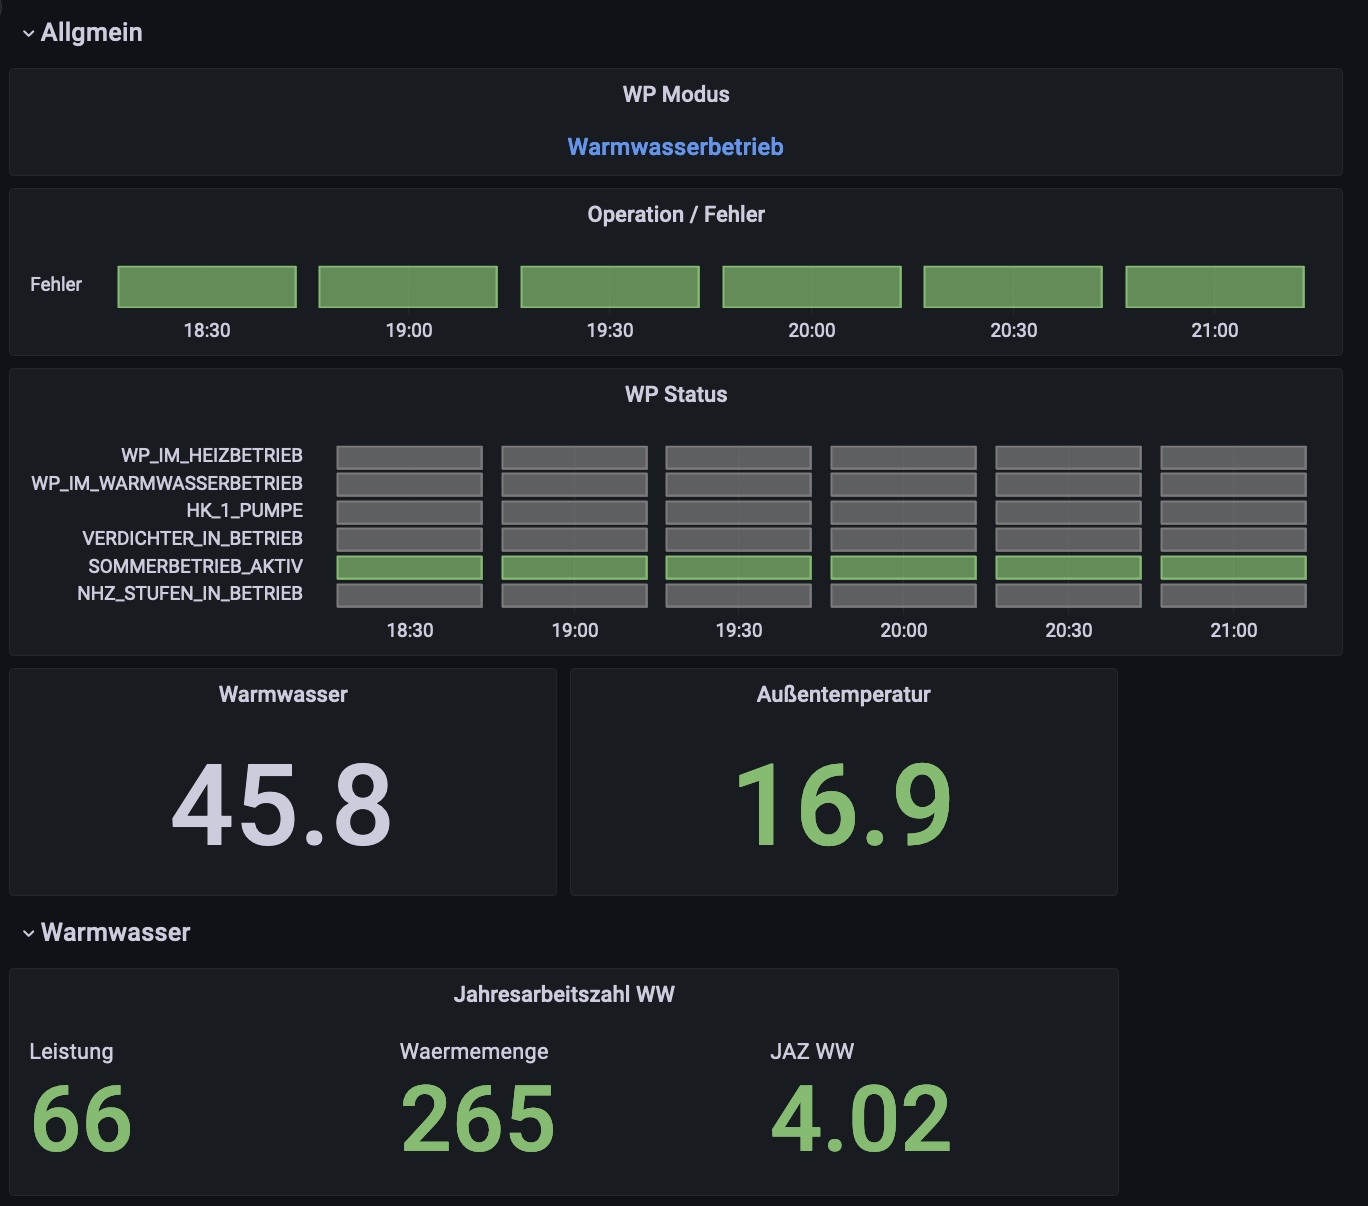 Allgmein
WP Modus
Warmwasserbetrieb
Operation / Fehler
Fehler
18:30 19:00 19:30 20:00 20:30 21:00
WP Status
WP_IM_HEIZBETRIEB
WP_IM_WARMWASSERBETRIEB
HK_1_PUMPE
VERDICHTER_IN_BETRIEB
SOMMERBETRIEB_AKTIV
NHZ_STUFEN_IN_BETRIEB
18:30 19:00 19:30 20:00 20:30 21:00
Warmwasser Außentemperatur
45.8 16.9
Warmwasser
Jahresarbeitszahl WW
Leistung Waermemenge JAZ WW
66 265 4.02